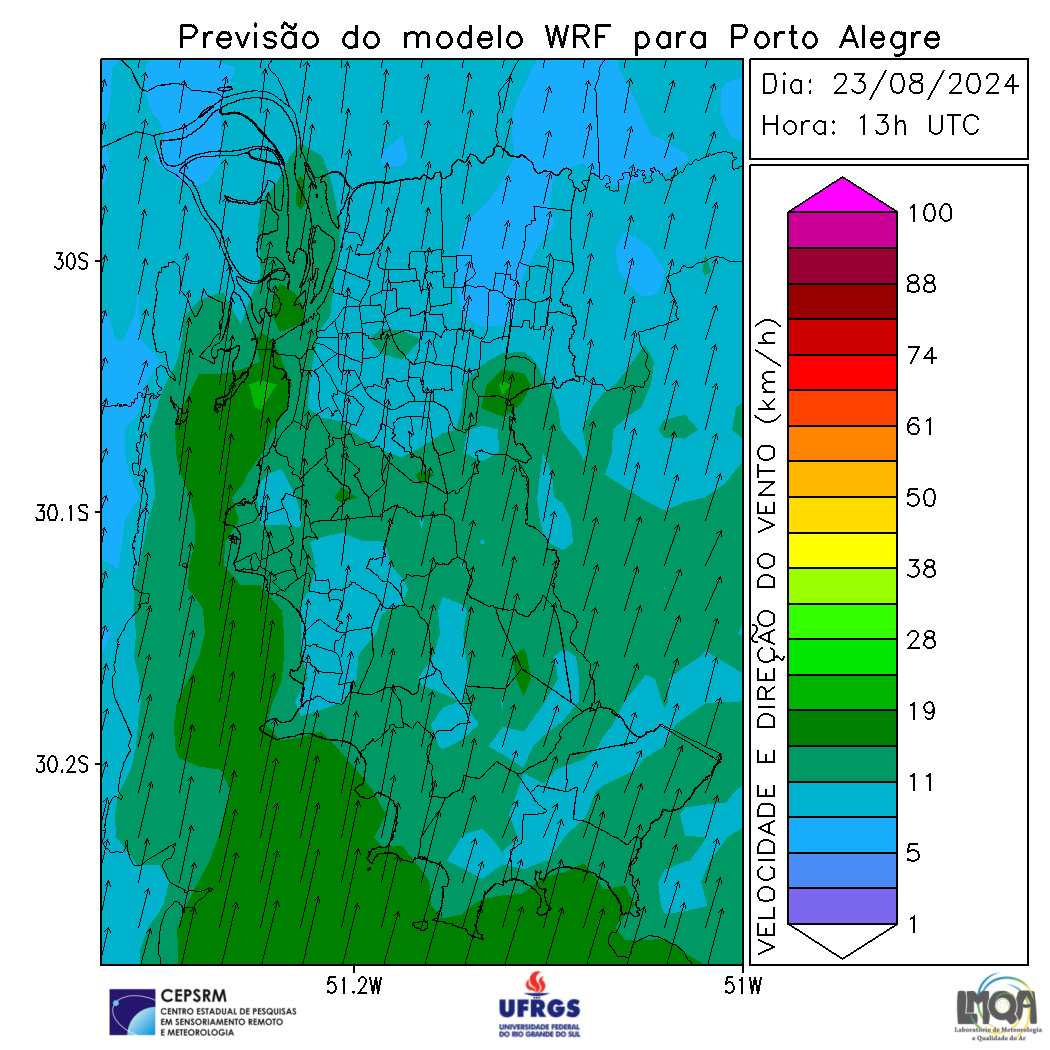 Previsão do modelo WRF para Porto Alegre
Dia: 23/08/2024
Hora: 13h UTC
30S
30.1S
30.2S
51.2W
51W
VELOCIDADE E DIREÇÃO DO VENTO (km/h)
100
88
74
61
50
38
28
19
11
5
1
CEPSRM
CENTRO ESTADUAL DE PESQUISAS
EM SENSORIAMENTO REMOTO
E METEOROLOGIA
UFRGS
UNIVERSIDADE FEDERAL
DO RIO GRANDE DO SUL
LMQA
Laboratório de Meteorologia
e Qualidade do Ar